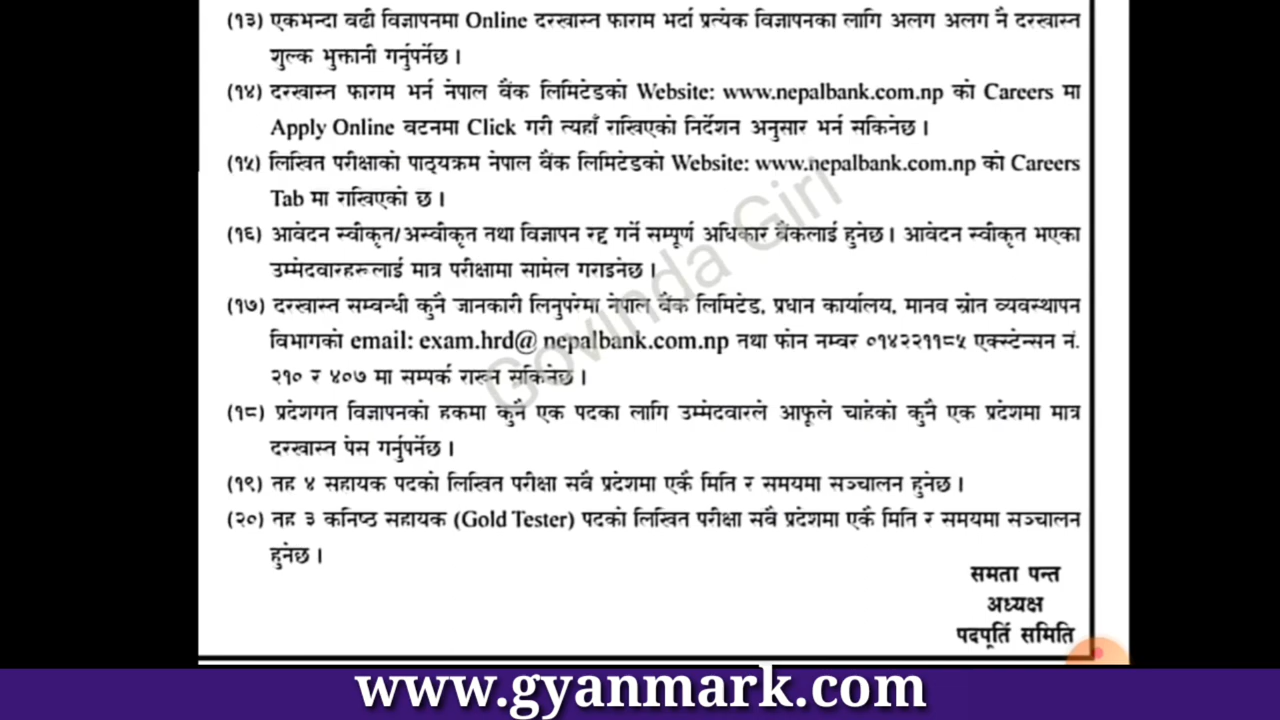 (१३) एकभन्दा बढी विज्ञापनमा Online दरखास्त फाराम भर्दा प्रत्येक विज्ञापनका लागि अलग अलग नै दरखास्त
शुल्क भुक्तानी गर्नुपर्नेछ ।
(१४) दरखास्त फाराम भर्न नेपाल बैंक लिमिटेडको Website: www.nepalbank.com.np को Careers मा
Apply Online बटनमा Click गरी त्यहाँ राखिएको निर्देशन अनुसार भर्न सकिनेछ ।
(१५) लिखित परीक्षाको पाठ्यक्रम नेपाल बैंक लिमिटेडको Website: www.nepalbank.com.np को Careers
Tab मा राखिएको छ ।
(१६) आवेदन स्वीकृत/अस्वीकृत तथा विज्ञापन रद्द गर्ने सम्पूर्ण अधिकार बैंकलाई हुनेछ । आवेदन स्वीकृत भएका
उम्मेदवारहरूलाई मात्र परीक्षामा सामेल गराइनेछ ।
(१७) दरखास्त सम्बन्धी कुनै जानकारी लिनुपरेमा नेपाल बैंक लिमिटेड, प्रधान कार्यालय, मानव स्रोत व्यवस्थापन
विभागको email: exam.hrd@ nepalbank.com.np तथा फोन नम्बर ०१४२२११८५ एक्स्टेन्सन नं.
२१० र ४०७ मा सम्पर्क राख्न सकिनेछ ।
(१८) प्रदेशगत विज्ञापनको हकमा कुनै एक पदका लागि उम्मेदवारले आफूले चाहेको कुनै एक प्रदेशमा मात्र
दरखास्त पेस गर्नुपर्नेछ ।
(१९) तह ४ सहायक पदको लिखित परीक्षा सबै प्रदेशमा एकै मिति र समयमा सञ्चालन हुनेछ ।
(२०) तह ३ कनिष्ठ सहायक (Gold Tester) पदको लिखित परीक्षा सबै प्रदेशमा एकै मिति र समयमा सञ्चालन
हुनेछ ।
समता पन्त
अध्यक्ष
पदपूर्ति समिति
Govinda Giri
www.gyanmark.com